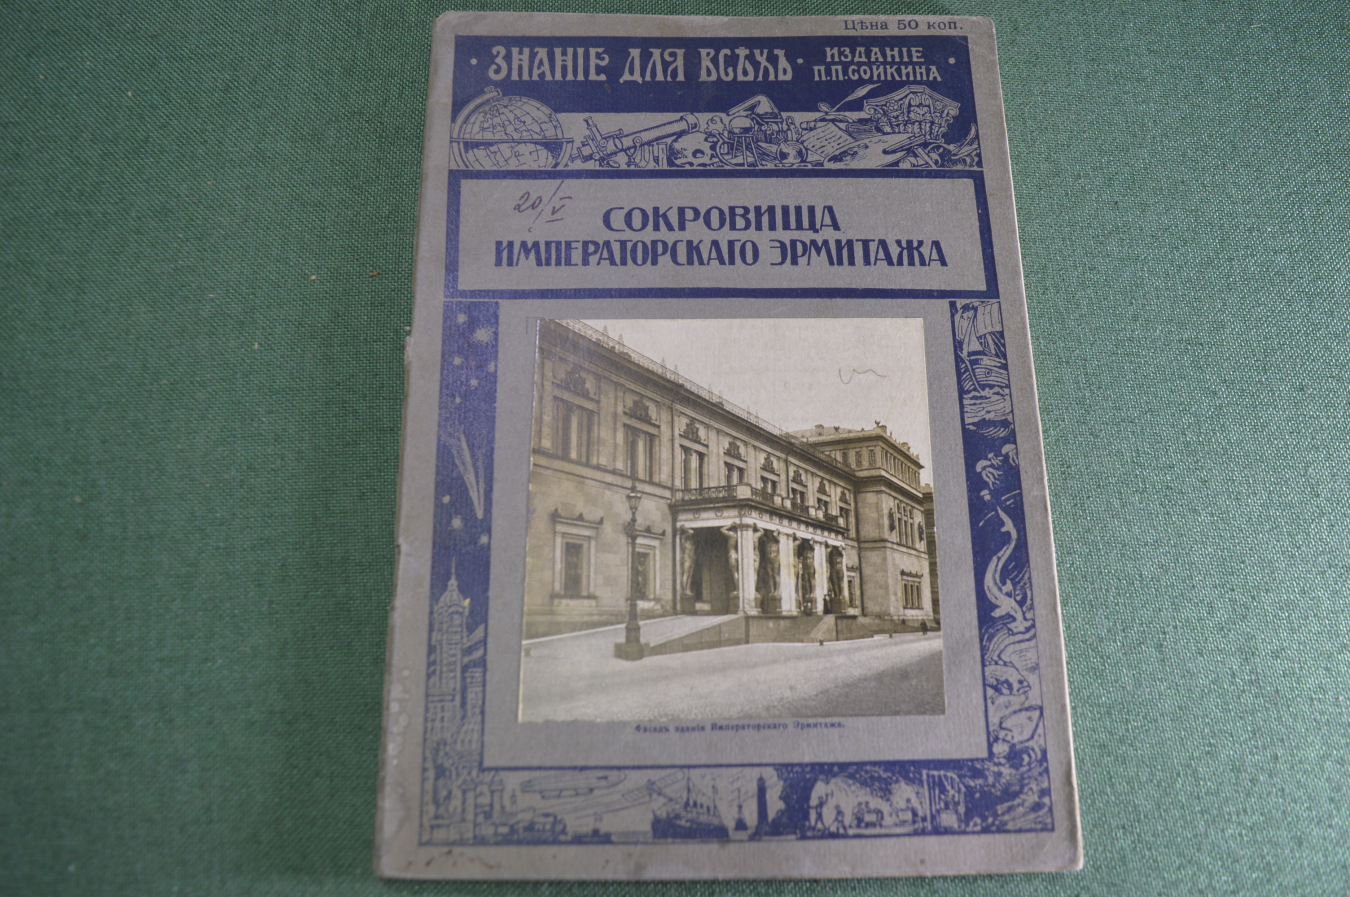 Цѣна 50 коп.
· ЗНАНІЕ ДЛЯ ВСѢХЪ · ИЗДАНІЕ П.П.СОЙКИНА ·
20/V
СОКРОВИЩА
ИМПЕРАТОРСКАГО ЭРМИТАЖА
Фасадъ зданія Императорскаго Эрмитажа.